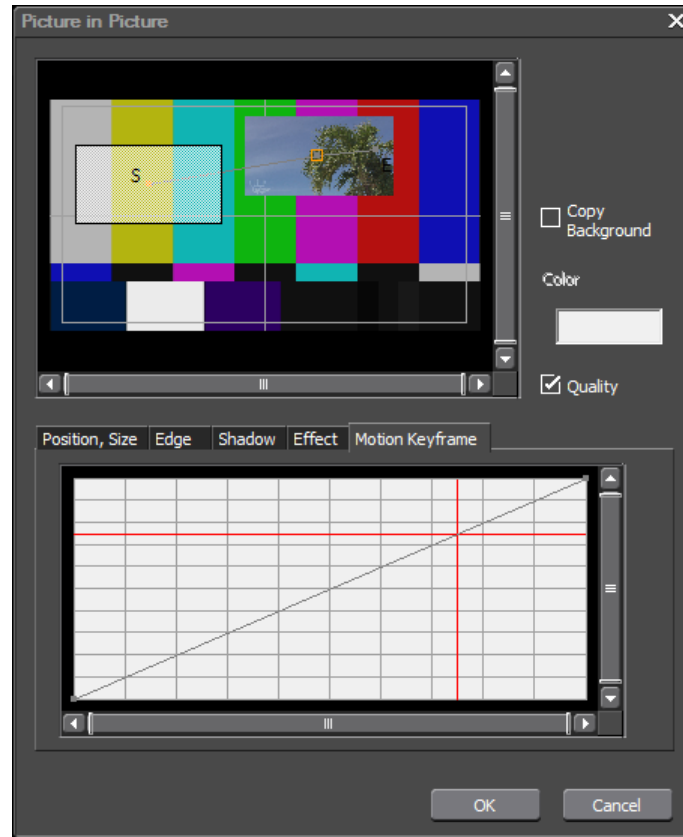 Picture in Picture
S
E
Copy
Background
Color
Quality
Position, Size Edge Shadow Effect Motion Keyframe
OK Cancel